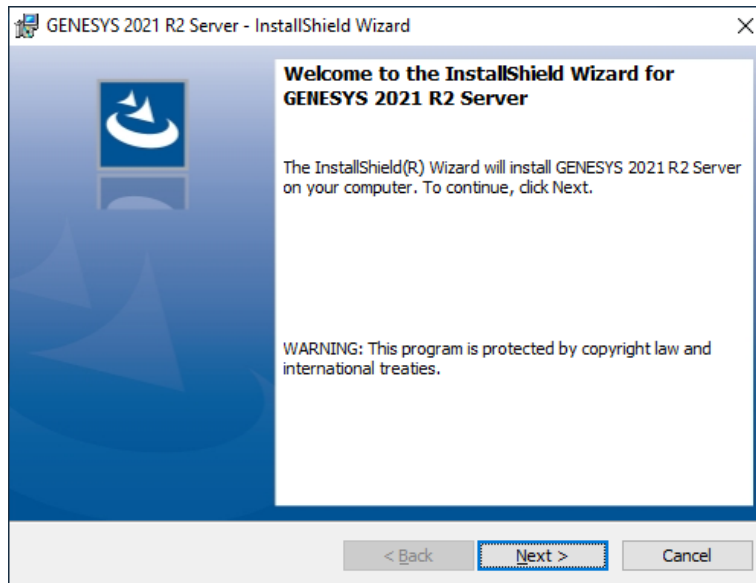 GENESYS 2021 R2 Server - InstallShield Wizard
Welcome to the InstallShield Wizard for
GENESYS 2021 R2 Server
The InstallShield(R) Wizard will install GENESYS 2021 R2 Server
on your computer. To continue, click Next.
WARNING: This program is protected by copyright law and
international treaties.
< Back
Next >
Cancel